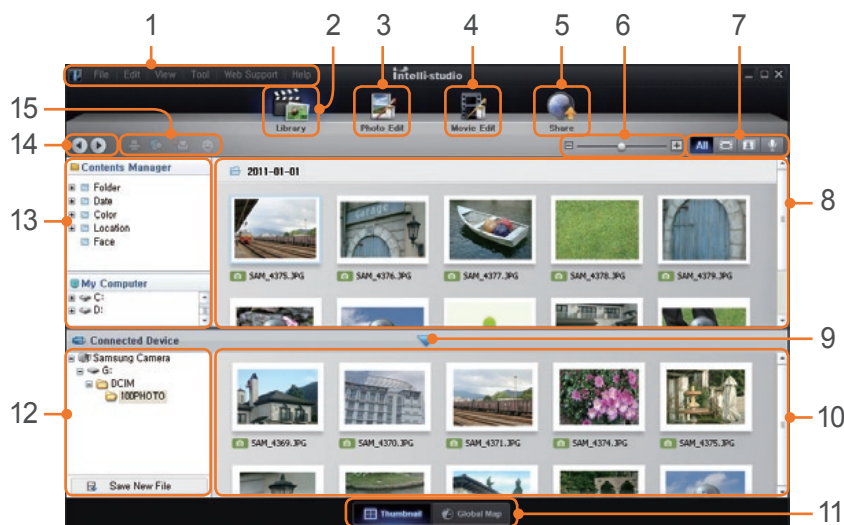 1 2 3 4 5 6 7
File Edit View Tool Web Support Help
Intelli-studio
Library Photo Edit Movie Edit Share
15
14
All
Contents Manager
2011-01-01
Folder
Date
Color
Location
Face
13
8
Garage
SAM_4375.JPG SAM_4376.JPG SAM_4377.JPG SAM_4378.JPG SAM_4379.JPG
My Computer
C:
D:
Connected Device
9
Samsung Camera
G:
DCIM
100PHOTO
12
10
SAM_4369.JPG SAM_4370.JPG SAM_4371.JPG SAM_4374.JPG SAM_4375.JPG
Save New File
Thumbnail Global Map
11